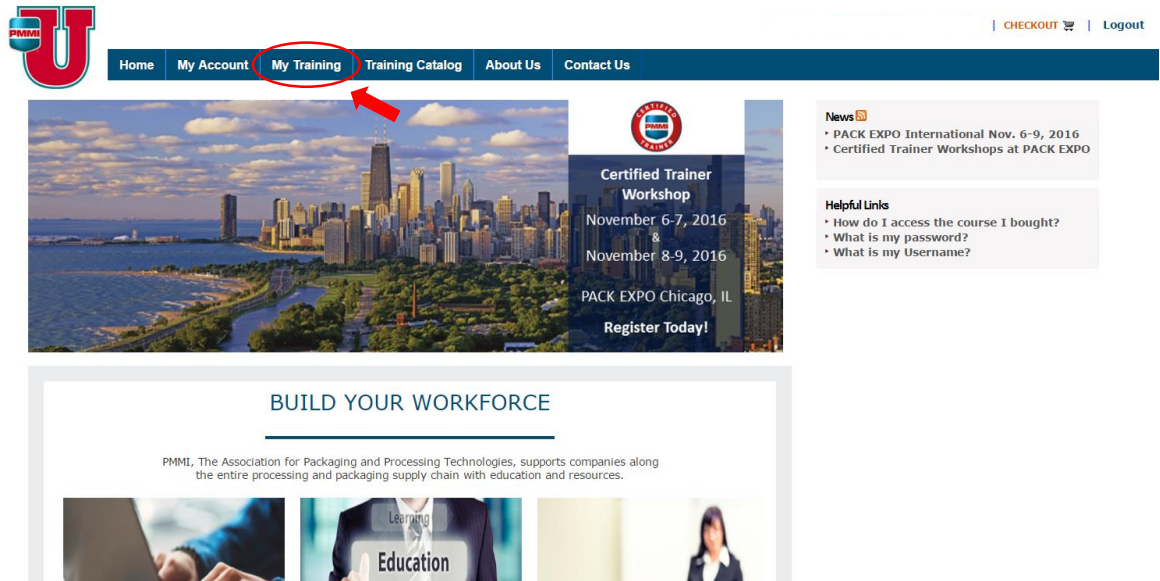 PMMI
U
CHECKOUT | Logout
Home My Account My Training Training Catalog About Us Contact Us
CERTIFIED
PMMI
TRAINER
Certified Trainer
Workshop
November 6-7, 2016
&
November 8-9, 2016
PACK EXPO Chicago, IL
Register Today!
News
PACK EXPO International Nov. 6-9, 2016
Certified Trainer Workshops at PACK EXPO
Helpful Links
How do I access the course I bought?
What is my password?
What is my Username?
BUILD YOUR WORKFORCE
PMMI, The Association for Packaging and Processing Technologies, supports companies along
the entire processing and packaging supply chain with education and resources.
Learning
Education